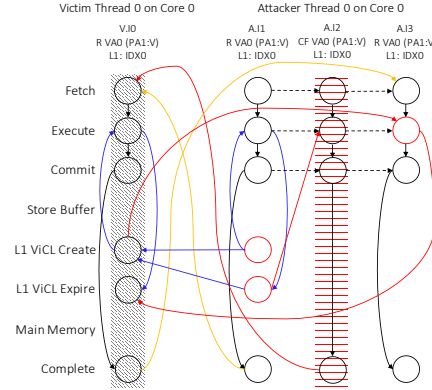 Victim Thread 0 on Core 0
Attacker Thread 0 on Core 0
V.I0
R VA0 (PA1:V)
L1: IDX0
A.I1
R VA0 (PA1:V)
L1: IDX0
A.I2
CF VA0 (PA1:V)
L1: IDX0
A.I3
R VA0 (PA1:V)
L1: IDX0
Fetch
Execute
Commit
Store Buffer
L1 ViCL Create
L1 ViCL Expire
Main Memory
Complete